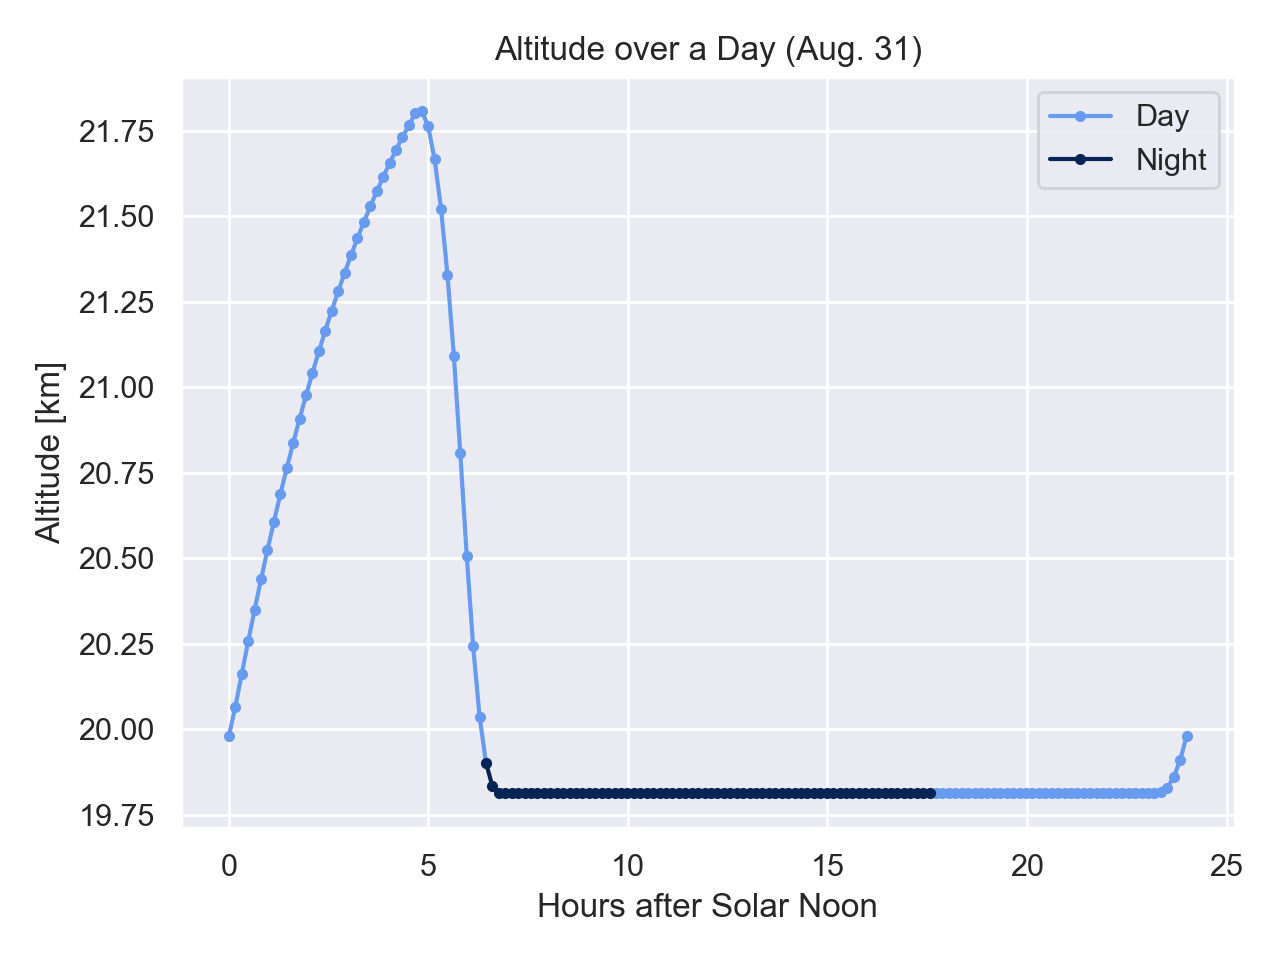 Altitude over a Day (Aug. 31)
Day
Night
21.75
21.50
21.25
21.00
20.75
20.50
20.25
20.00
19.75
Altitude [km]
0 5 10 15 20 25
Hours after Solar Noon